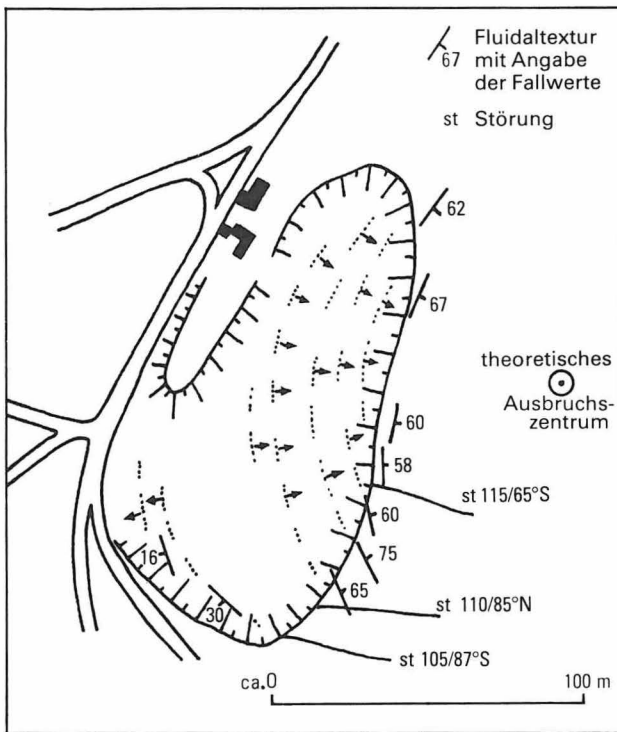 67 Fluidaltextur
mit Angabe
der Fallwerte
st Störung
62
67
theoretisches
Ausbruchs-
zentrum
60
58
st 115/65°S
60
75
16
65
30
st 110/85°N
st 105/87°S
ca.0 100 m